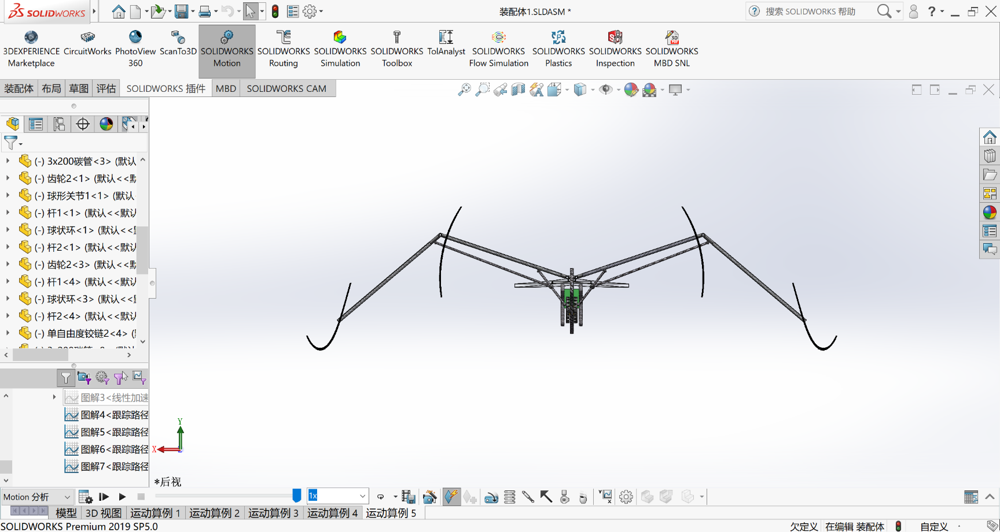 SOLIDWORKS
装配体1.SLDASM *
搜索 SOLIDWORKS 帮助
3DEXPERIENCE Marketplace
CircuitWorks
PhotoView 360
ScanTo3D
SOLIDWORKS Motion
SOLIDWORKS Routing
SOLIDWORKS Simulation
SOLIDWORKS Toolbox
TolAnalyst
SOLIDWORKS Flow Simulation
SOLIDWORKS Plastics
SOLIDWORKS Inspection
SOLIDWORKS MBD SNL
装配体 布局 草图 评估 SOLIDWORKS 插件 MBD SOLIDWORKS CAM
(-) 3x200碳管<3> (默认
(-) 齿轮2<1> (默认<<
(-) 球形关节1<1> (默认
(-) 杆1<1> (默认<<默认
(-) 球状环<1> (默认<<
(-) 杆2<1> (默认<<默认
(-) 齿轮2<3> (默认<<
(-) 杆1<4> (默认<<默认
(-) 球状环<3> (默认<<
(-) 杆2<4> (默认<<默认
(-) 单自由度铰链2<4> (
图解3<线性加速
图解4<跟踪路径
图解5<跟踪路径
图解6<跟踪路径
图解7<跟踪路径
Y
X
*后视
Motion 分析
1x
模型 3D 视图 运动算例 1 运动算例 2 运动算例 3 运动算例 4 运动算例 5
SOLIDWORKS Premium 2019 SP5.0
欠定义 在编辑 装配体 自定义